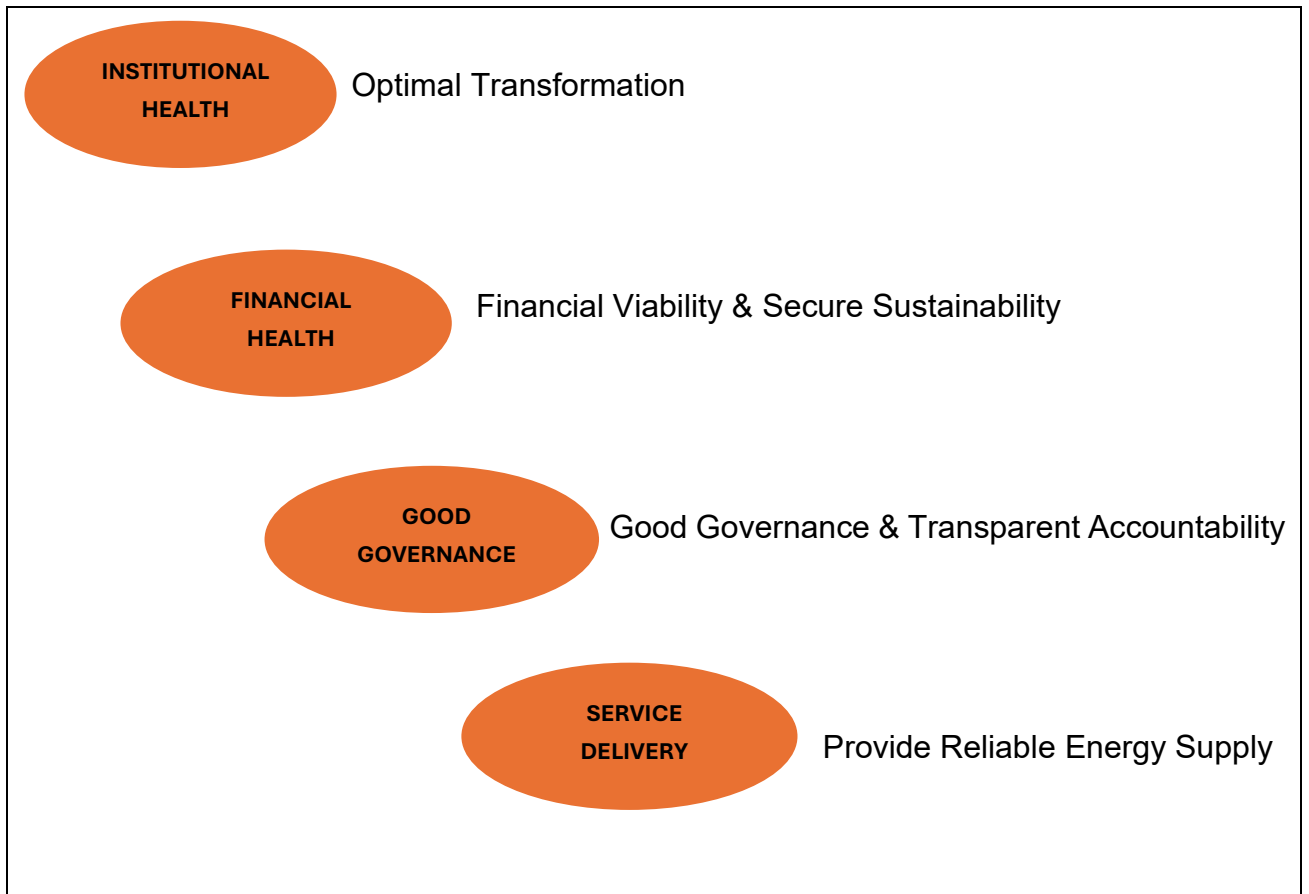 INSTITUTIONAL
HEALTH
Optimal Transformation
FINANCIAL
HEALTH
Financial Viability & Secure Sustainability
GOOD
GOVERNANCE
Good Governance & Transparent Accountability
SERVICE
DELIVERY
Provide Reliable Energy Supply